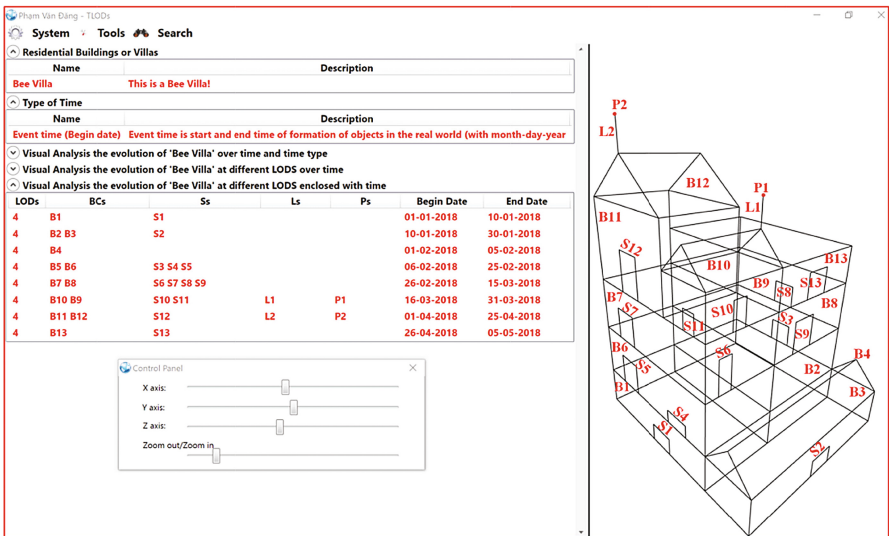 Phạm Văn Đảng - TLODs
System Tools Search
Residential Buildings or Villas
Name Description
Bee Villa This is a Bee Villa!
Type of Time
Name Description
Event time (Begin date) Event time is start and end time of formation of objects in the real world (with month-day-year
Visual Analysis the evolution of 'Bee Villa' over time and time type
Visual Analysis the evolution of 'Bee Villa' at different LODS over time
Visual Analysis the evolution of 'Bee Villa' at different LODS enclosed with time
LODs BCs Ss Ls Ps Begin Date End Date
4 B1 S1 01-01-2018 10-01-2018
4 B2 B3 S2 10-01-2018 30-01-2018
4 B4 01-02-2018 05-02-2018
4 B5 B6 S3 S4 S5 06-02-2018 25-02-2018
4 B7 B8 S6 S7 S8 S9 26-02-2018 15-03-2018
4 B10 B9 S10 S11 L1 P1 16-03-2018 31-03-2018
4 B11 B12 S12 L2 P2 01-04-2018 25-04-2018
4 B13 S13 26-04-2018 05-05-2018
Control Panel
X axis:
Y axis:
Z axis:
Zoom out/Zoom in
P2
L2
B12
P1
L1
B11
S12
B10
B13
B9
S13
S8
B7
B8
S7
S10
S3
S11
S9
B6
S6
B4
S5
B2
B1
B3
S4
S1
S2